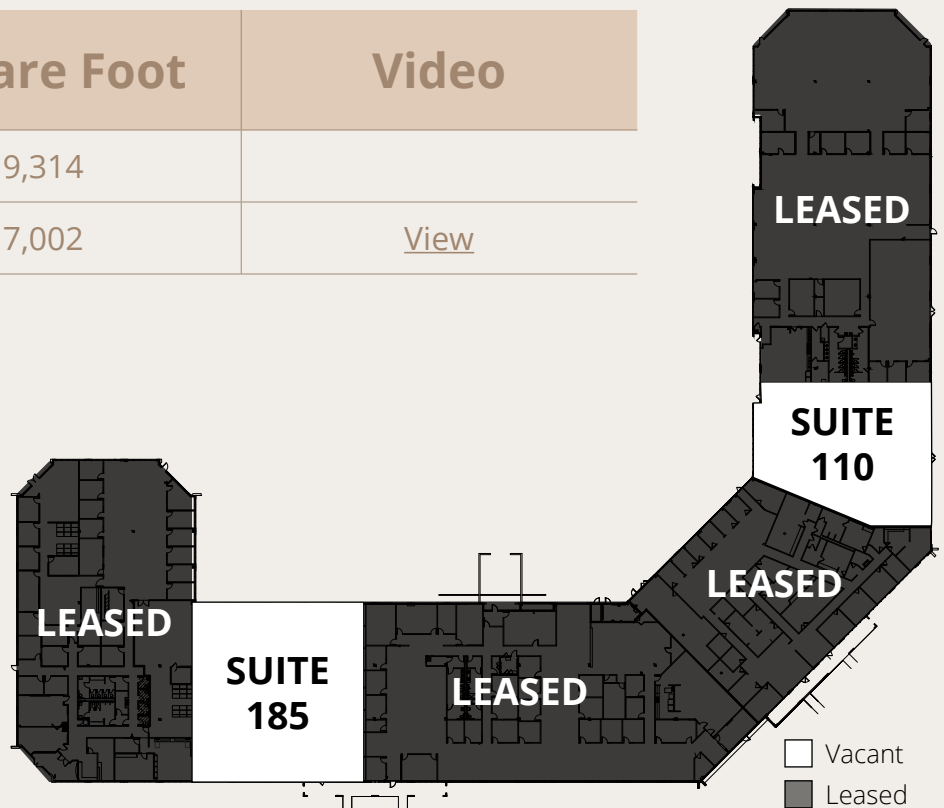 are Foot Video
9,314
7,002 View
LEASED
SUITE
110
LEASED
LEASED
SUITE
185
LEASED
Vacant
Leased